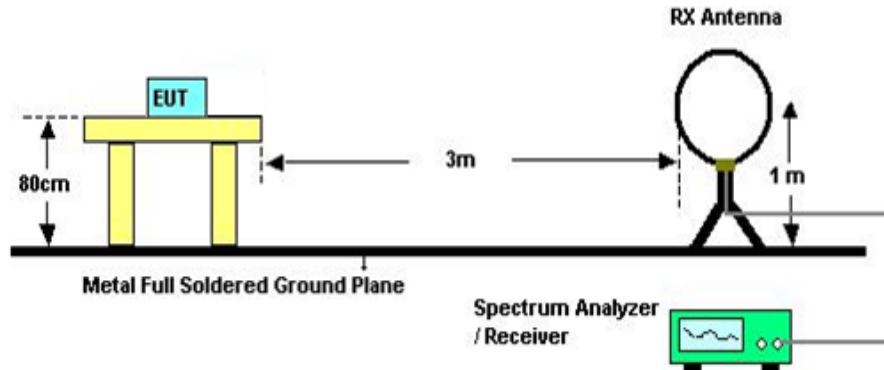 RX Antenna
EUT
3m
80cm
1 m
Metal Full Soldered Ground Plane
Spectrum Analyzer
/ Receiver